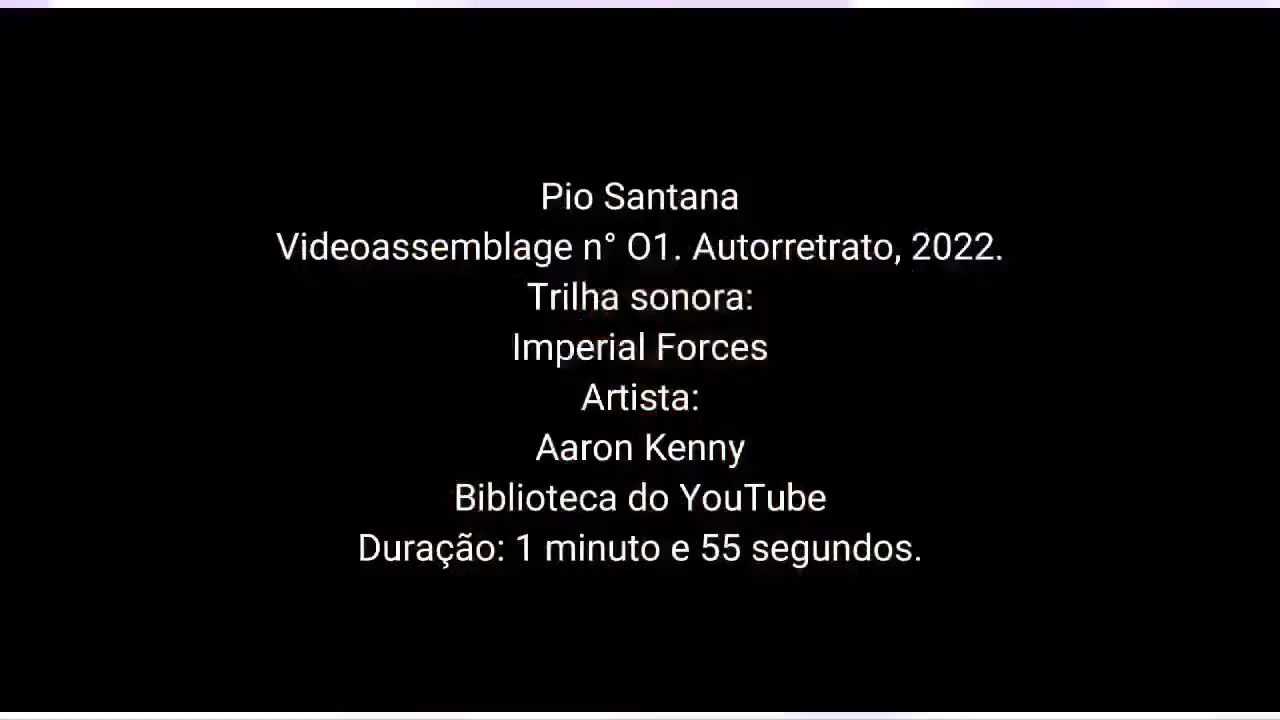 Pio Santana
Videoassemblage n° O1. Autorretrato, 2022.
Trilha sonora:
Imperial Forces
Artista:
Aaron Kenny
Biblioteca do YouTube
Duração: 1 minuto e 55 segundos.